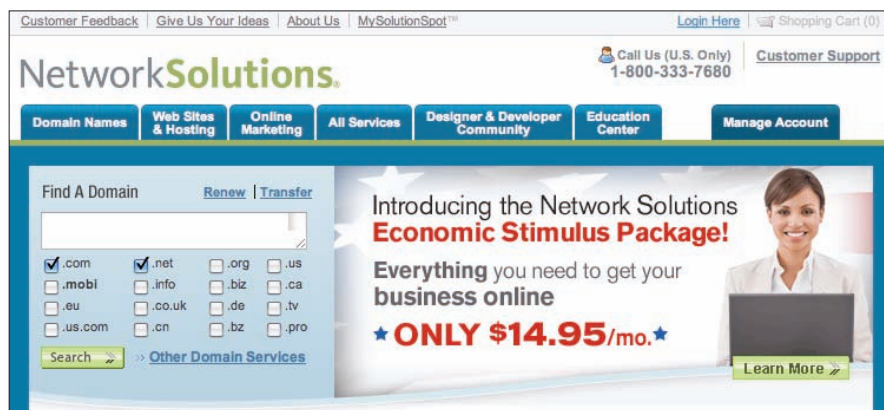 Customer Feedback | Give Us Your Ideas | About Us | MySolutionSpot™
Login Here | Shopping Cart (0)
NetworkSolutions®
Call Us (U.S. Only)
1-800-333-7680
Customer Support
Domain Names
Web Sites
& Hosting
Online
Marketing
All Services
Designer & Developer
Community
Education
Center
Manage Account
Find A Domain
Renew | Transfer
.com .net .org .us
.mobi .info .biz .ca
.eu .co.uk .de .tv
.us.com .cn .bz .pro
Search »
» Other Domain Services
Introducing the Network Solutions
Economic Stimulus Package!
Everything you need to get your
business online
ONLY $14.95/mo.
Learn More »